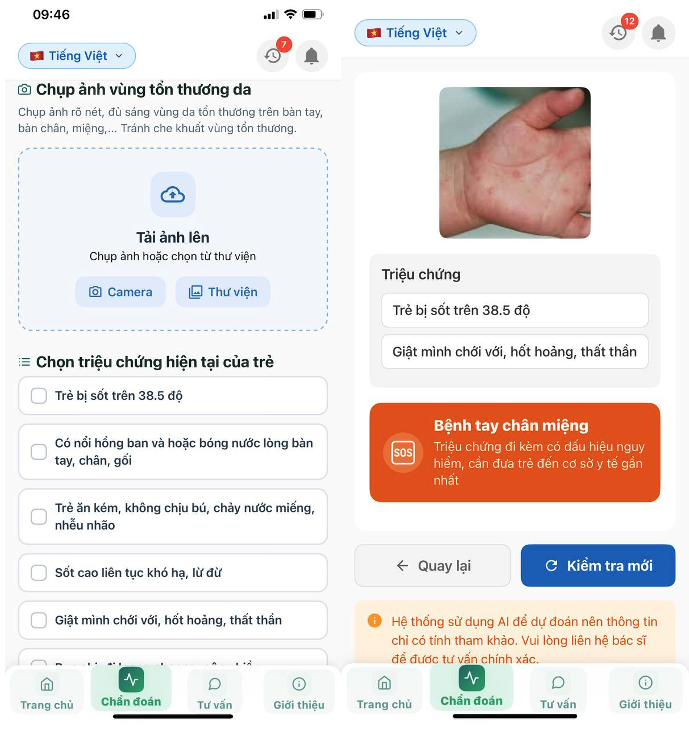 09:46
Tiếng Việt
7
Chụp ảnh vùng tổn thương da
Chụp ảnh rõ nét, đủ sáng vùng da tổn thương trên bàn tay,
bàn chân, miệng,... Tránh che khuất vùng tổn thương.
Tải ảnh lên
Chụp ảnh hoặc chọn từ thư viện
Camera
Thư viện
Chọn triệu chứng hiện tại của trẻ
Trẻ bị sốt trên 38.5 độ
Có nổi hồng ban và hoặc bóng nước lòng bàn
tay, chân, gối
Trẻ ăn kém, không chịu bú, chảy nước miếng,
nhễu nhão
Sốt cao liên tục khó hạ, lừ đừ
Giật mình chới với, hốt hoảng, thất thần
Trang chủ
Chẩn đoán
Tư vấn
Giới thiệu
Tiếng Việt
12
Triệu chứng
Trẻ bị sốt trên 38.5 độ
Giật mình chới với, hốt hoảng, thất thần
SOS
Bệnh tay chân miệng
Triệu chứng đi kèm có dấu hiệu nguy
hiểm, cần đưa trẻ đến cơ sở y tế gần
nhất
Quay lại
Kiểm tra mới
Hệ thống sử dụng AI để dự đoán nên thông tin
chỉ có tính tham khảo. Vui lòng liên hệ bác sĩ
để được tư vấn chính xác.
Trang chủ
Chẩn đoán
Tư vấn
Giới thiệu